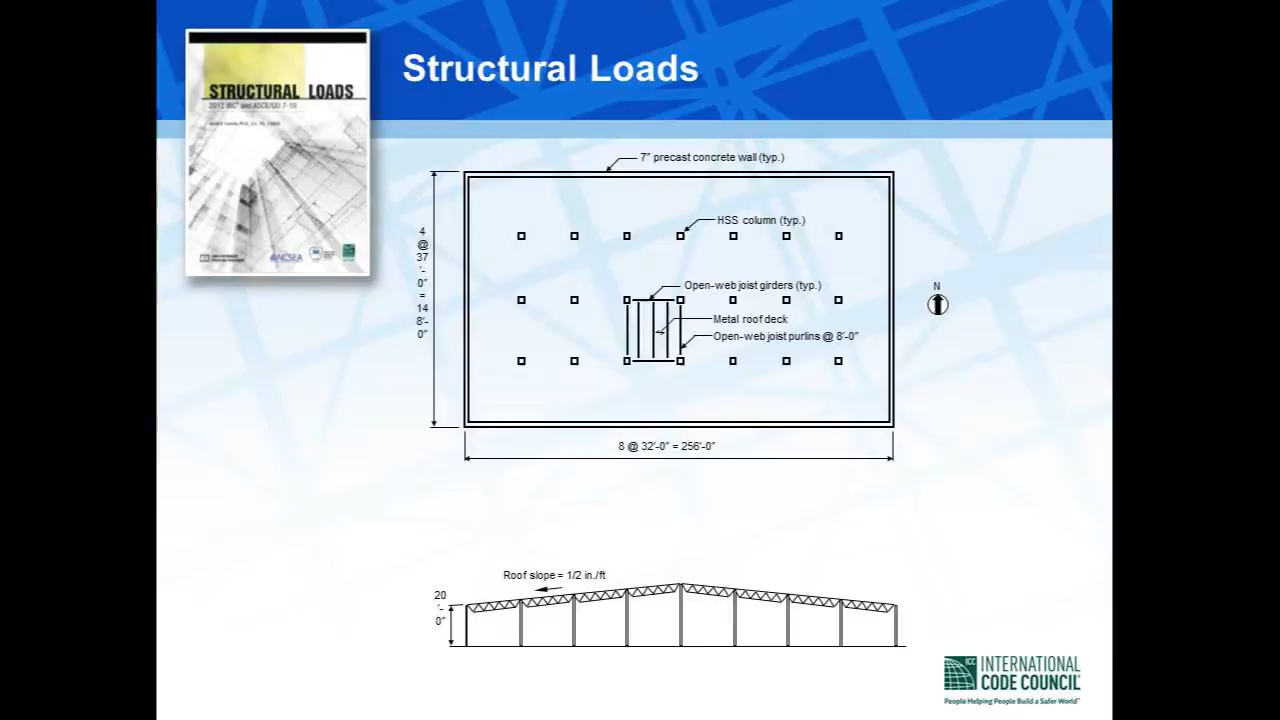 Structural Loads
STRUCTURAL LOADS
2012 IBC® and ASCE/SEI 7-10
NCSEA
7″ precast concrete wall (typ.)
HSS column (typ.)
4
@
37
′-
0″
=
14
8′-
0″
Open-web joist girders (typ.)
N
Metal roof deck
Open-web joist purlins @ 8′-0″
8 @ 32′-0″ = 256′-0″
Roof slope = 1/2 in./ft
20
′-
0″
ICC
INTERNATIONAL
CODE COUNCIL
People Helping People Build a Safer World™